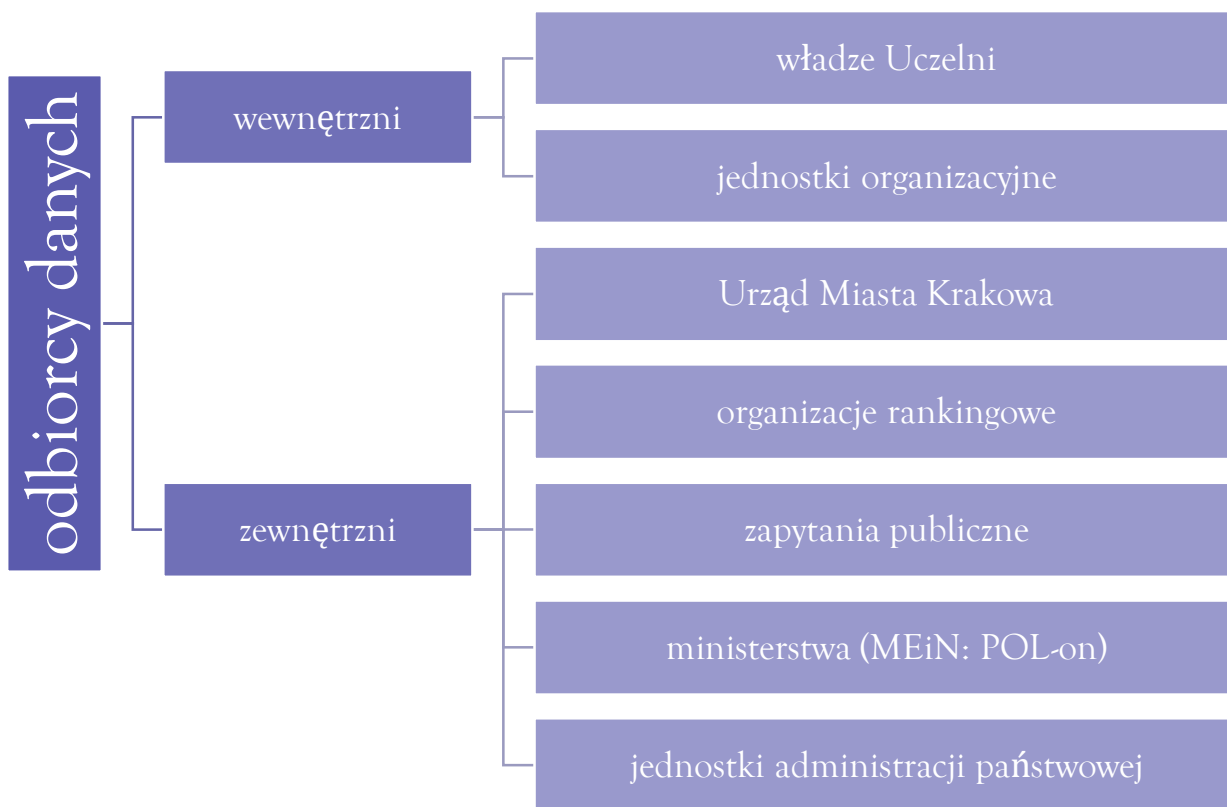 odbiorcy danych
wewnętrzni
władze Uczelni
jednostki organizacyjne
zewnętrzni
Urząd Miasta Krakowa
organizacje rankingowe
zapytania publiczne
ministerstwa (MEiN: POL-on)
jednostki administracji państwowej